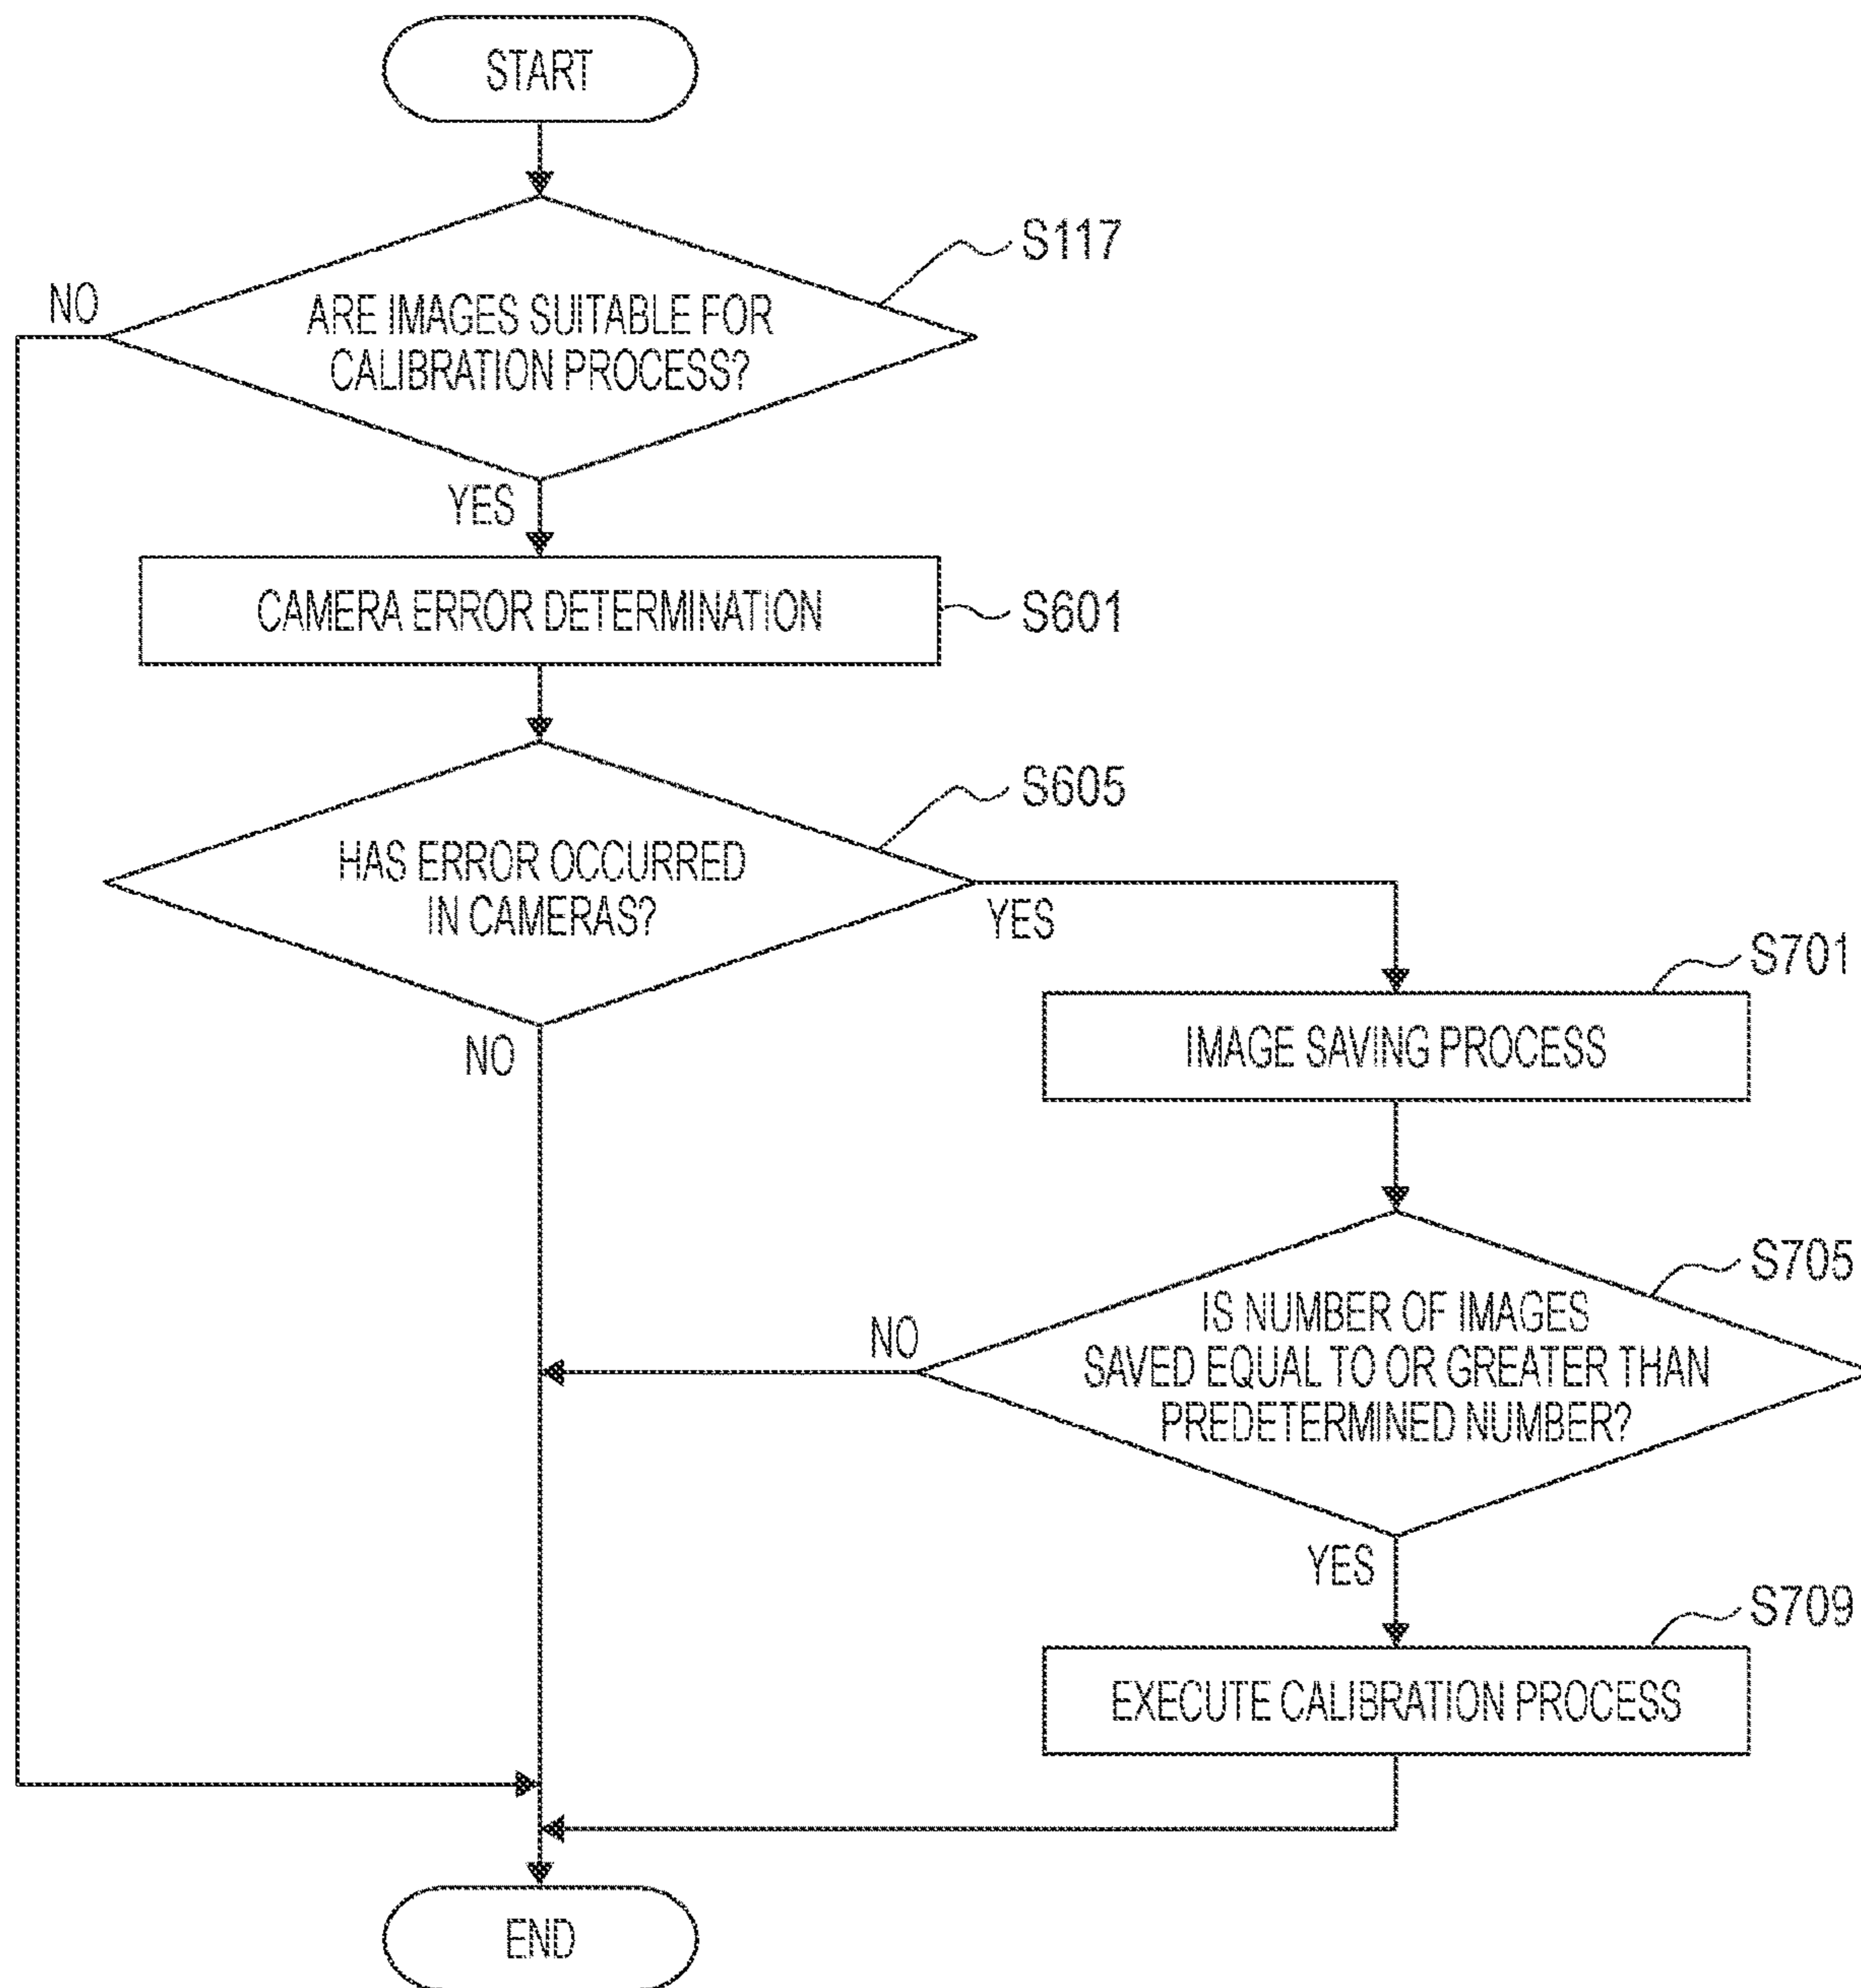 START
S117
NO
ARE IMAGES SUITABLE FOR
CALIBRATION PROCESS?
YES
CAMERA ERROR DETERMINATION
S601
S605
HAS ERROR OCCURRED
IN CAMERAS?
YES
NO
S701
IMAGE SAVING PROCESS
S705
IS NUMBER OF IMAGES
SAVED EQUAL TO OR GREATER THAN
PREDETERMINED NUMBER?
NO
YES
S709
EXECUTE CALIBRATION PROCESS
END